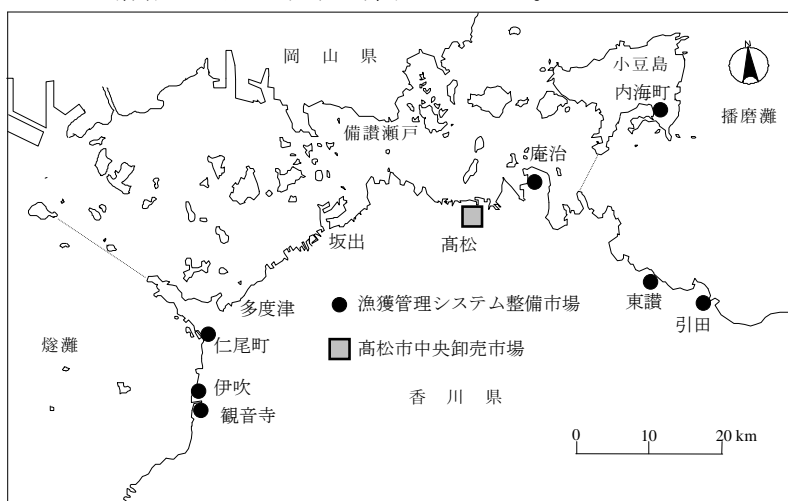 岡 山 県
小豆島
内海町
播磨灘
備讃瀬戸
庵治
坂出
髙松
多度津
東讃
引田
● 漁獲管理システム整備市場
燧灘
仁尾町
髙松市中央卸売市場
伊吹
香 川 県
観音寺
0 10 20 km